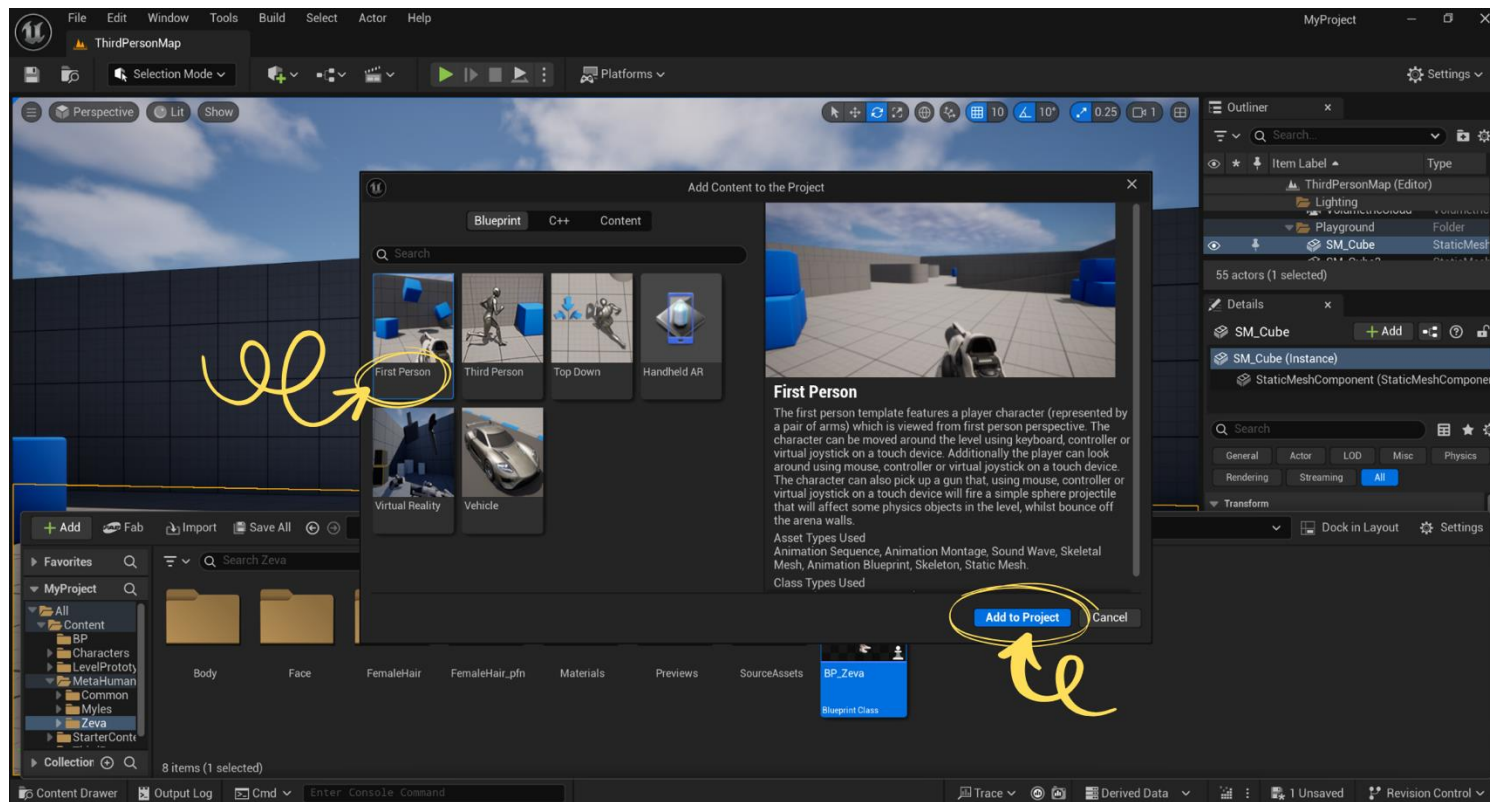 File Edit Window Tools Build Select Actor Help
MyProject
ThirdPersonMap
Selection Mode
Platforms
Settings
Perspective Lit Show
10 10° 0.25 1
Outliner
Search...
Item Label Type
ThirdPersonMap (Editor)
Lighting
Playground Folder
SM_Cube StaticMesh
55 actors (1 selected)
Details
SM_Cube + Add
SM_Cube (Instance)
StaticMeshComponent (StaticMeshCompone
Search
General Actor LOD Misc Physics
Rendering Streaming All
Transform
Add Content to the Project
Blueprint C++ Content
Search
First Person Third Person Top Down Handheld AR
Virtual Reality Vehicle
First Person
The first person template features a player character (represented by
a pair of arms) which is viewed from first person perspective. The
character can be moved around the level using keyboard, controller or
virtual joystick on a touch device. Additionally the player can look
around using mouse, controller or virtual joystick on a touch device.
The character can also pick up a gun that, using mouse, controller or
virtual joystick on a touch device will fire a simple sphere projectile
that will affect some physics objects in the level, whilst bounce off
the arena walls.
Asset Types Used
Animation Sequence, Animation Montage, Sound Wave, Skeletal
Mesh, Animation Blueprint, Skeleton, Static Mesh.
Class Types Used
Add to Project Cancel
+ Add Fab Import Save All
Dock in Layout Settings
Favorites
Search Zeva
MyProject
All
Content
BP
Characters
LevelPrototy
MetaHuman
Common
Myles
Zeva
StarterConte
Collection
Body Face FemaleHair FemaleHair_pfn Materials Previews SourceAssets BP_Zeva
Blueprint Class
8 items (1 selected)
Content Drawer Output Log Cmd Enter Console Command
Trace Derived Data 1 Unsaved Revision Control